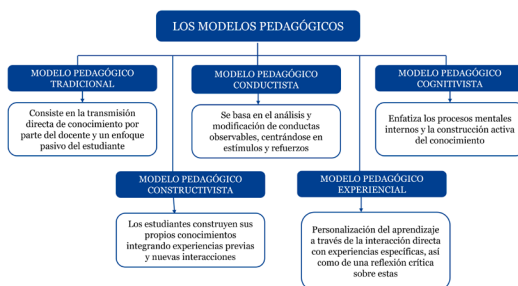 LOS MODELOS PEDAGÓGICOS
MODELO PEDAGÓGICO
TRADICIONAL
Consiste en la transmisión
directa de conocimiento por
parte del docente y un enfoque
pasivo del estudiante
MODELO PEDAGÓGICO
CONDUCTISTA
Se basa en el análisis y
modificación de conductas
observables, centrándose en
estímulos y refuerzos
MODELO PEDAGÓGICO
COGNITIVISTA
Enfatiza los procesos mentales
internos y la construcción activa
del conocimiento
MODELO PEDAGÓGICO
CONSTRUCTIVISTA
Los estudiantes construyen sus
propios conocimientos
integrando experiencias previas
y nuevas interacciones
MODELO PEDAGÓGICO
EXPERIENCIAL
Personalización del aprendizaje
a través de la interacción directa
con experiencias específicas, así
como de una reflexión crítica
sobre estas